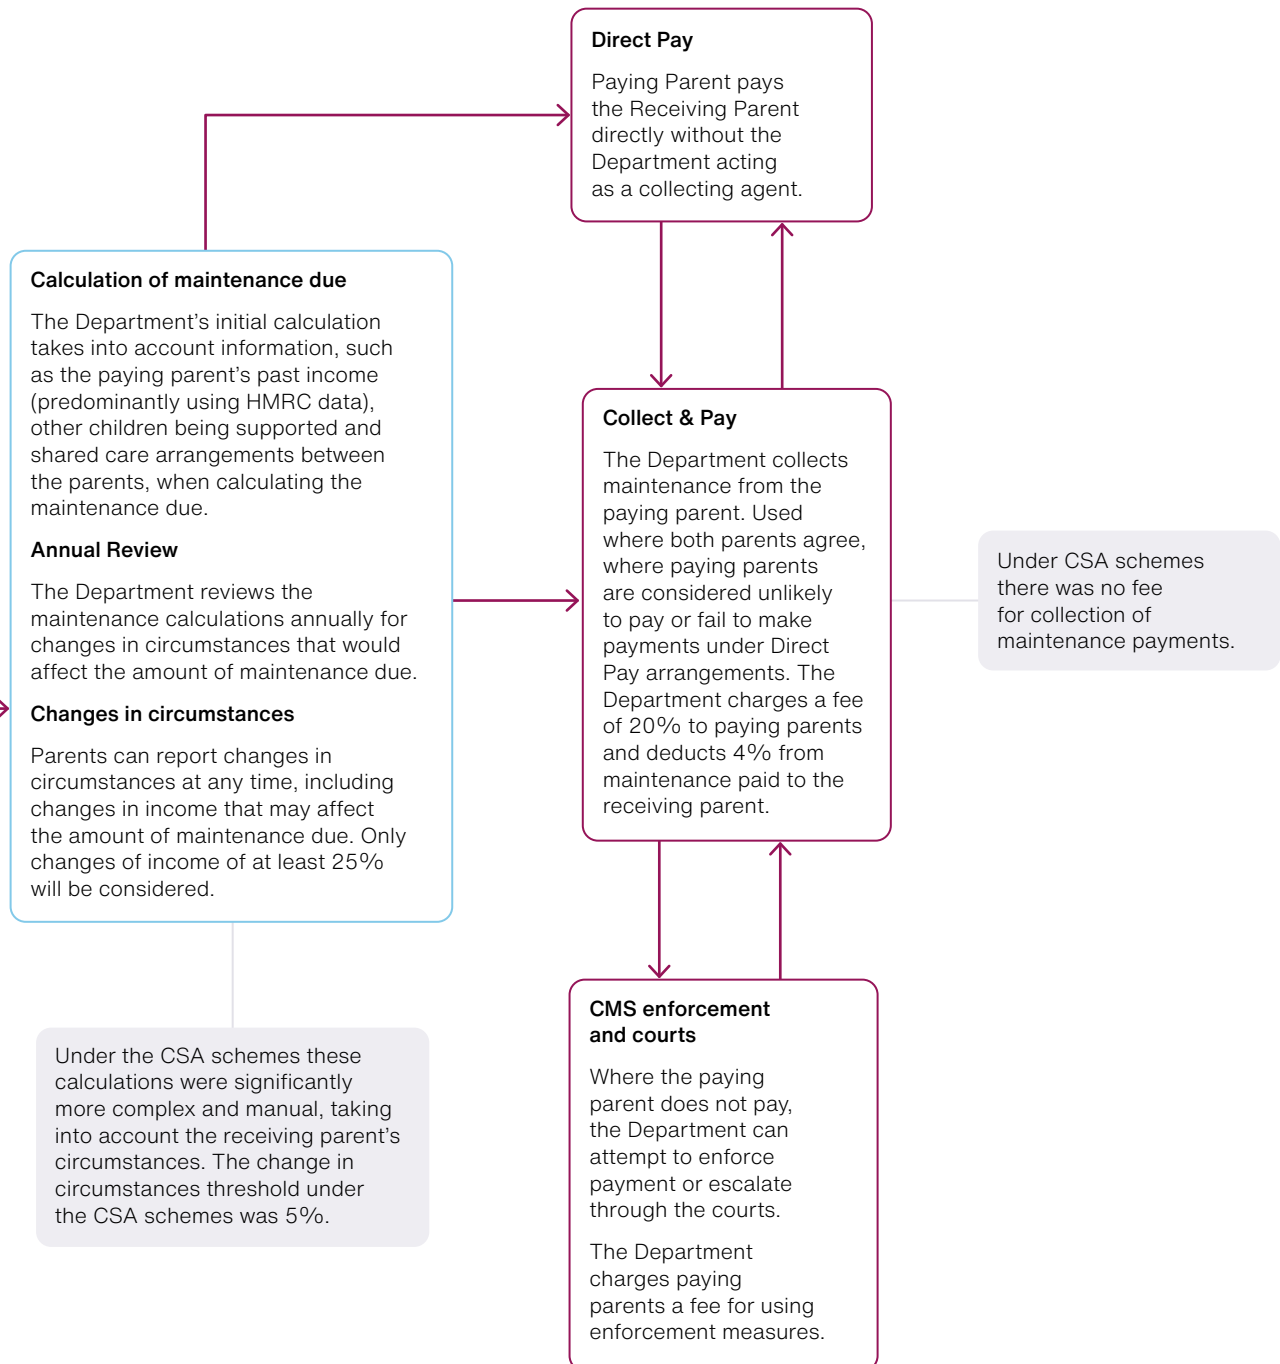 Direct Pay
Paying Parent pays
the Receiving Parent
directly without the
Department acting
as a collecting agent.
Calculation of maintenance due
The Department’s initial calculation
takes into account information, such
as the paying parent’s past income
(predominantly using HMRC data),
other children being supported and
shared care arrangements between
the parents, when calculating the
maintenance due.
Annual Review
The Department reviews the
maintenance calculations annually for
changes in circumstances that would
affect the amount of maintenance due.
Changes in circumstances
Parents can report changes in
circumstances at any time, including
changes in income that may affect
the amount of maintenance due. Only
changes of income of at least 25%
will be considered.
Collect & Pay
The Department collects
maintenance from the
paying parent. Used
where both parents agree,
where paying parents
are considered unlikely
to pay or fail to make
payments under Direct
Pay arrangements. The
Department charges a fee
of 20% to paying parents
and deducts 4% from
maintenance paid to the
receiving parent.
Under CSA schemes
there was no fee
for collection of
maintenance payments.
Under the CSA schemes these
calculations were significantly
more complex and manual, taking
into account the receiving parent’s
circumstances. The change in
circumstances threshold under
the CSA schemes was 5%.
CMS enforcement
and courts
Where the paying
parent does not pay,
the Department can
attempt to enforce
payment or escalate
through the courts.
The Department
charges paying
parents a fee for using
enforcement measures.